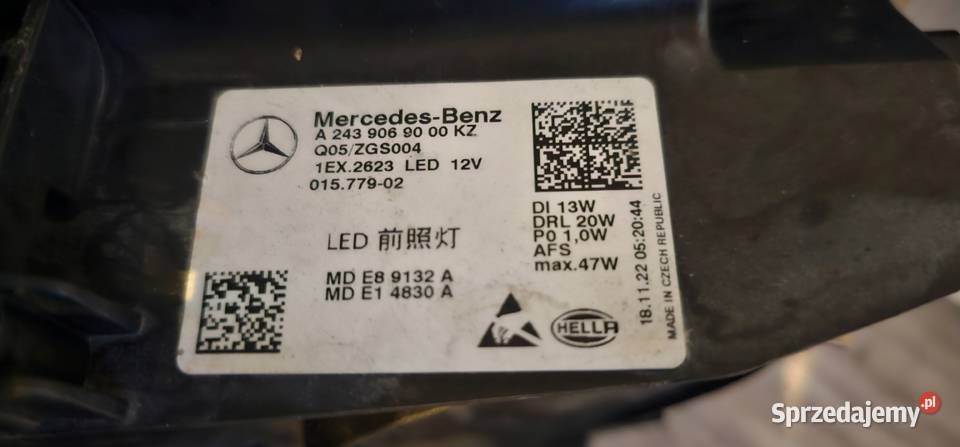 Mercedes-Benz
A 243 906 90 00 KZ
Q05/ZGS004
1EX.2623 LED 12V
015.779-02
LED 前照灯
MD E8 9132 A
MD E1 4830 A
DI 13W
DRL 20W
PO 1,0W
AFS
max.47W
18.11.22 05:20:44
MADE IN CZECH REPUBLIC
HELLA
Sprzedajemy.pl